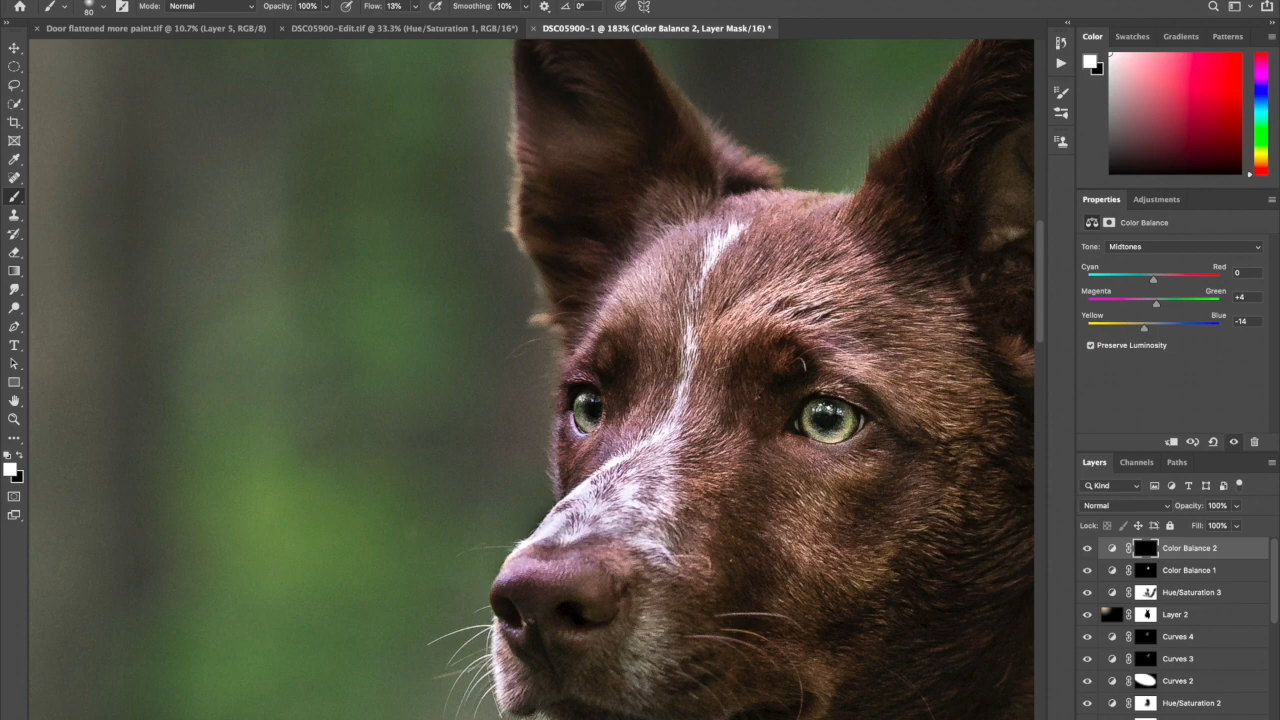 Mode: Normal Opacity: 100% Flow: 13% Smoothing: 10% 0°
80
Door flattened more paint.tif @ 10.7% (Layer 5, RGB/8) DSC05900-Edit.tif @ 33.3% (Hue/Saturation 1, RGB/16*) DSC05900-1 @ 183% (Color Balance 2, Layer Mask/16) *
Color Swatches Gradients Patterns
Properties Adjustments
Color Balance
Tone: Midtones
Cyan Red 0
Magenta Green +4
Yellow Blue -14
Preserve Luminosity
Layers Channels Paths
Kind
Normal Opacity: 100%
Lock: Fill: 100%
Color Balance 2
Color Balance 1
Hue/Saturation 3
Layer 2
Curves 4
Curves 3
Curves 2
Hue/Saturation 2